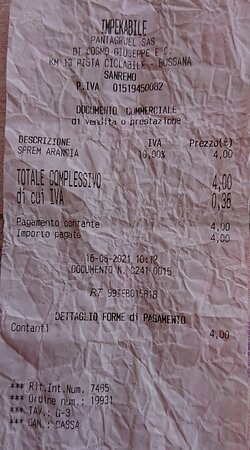 IMPEKABILE
PANTAGRUEL SAS
DI COSMO GIUSEPPE E C.
KM 13 PISTA CICLABILE - BUSSANA
SANREMO
P.IVA 01519450082
DOCUMENTO COMMERCIALE
di vendita o prestazione
DESCRIZIONE IVA Prezzo(€)
SPREM ARANCIA 10,00% 4,00
TOTALE COMPLESSIVO 4,00
di cui IVA 0,36
Pagamento contante 4,00
Importo pagato 4,00
16-06-2021 10:12
DOCUMENTO N. 0241-0015
RT
DETTAGLIO FORME di PAGAMENTO
Contanti 4,00
*** Rif.Int.Num. 7495
*** Ordine num.: 19931
*** TAV.: G-3
*** CAM.: CASSA